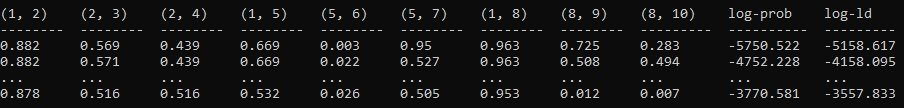 (1, 2) (2, 3) (2, 4) (1, 5) (5, 6) (5, 7) (1, 8) (8, 9) (8, 10) log-prob log-ld
-------- -------- -------- -------- -------- -------- -------- -------- --------- ---------- ---------
0.882 0.569 0.439 0.669 0.003 0.95 0.963 0.725 0.283 -5750.522 -5158.617
0.882 0.571 0.439 0.669 0.022 0.527 0.963 0.508 0.494 -4752.228 -4158.095
... ... ... ... ... ... ... ... ... ... ...
0.878 0.516 0.516 0.532 0.026 0.505 0.953 0.012 0.007 -3770.581 -3557.833